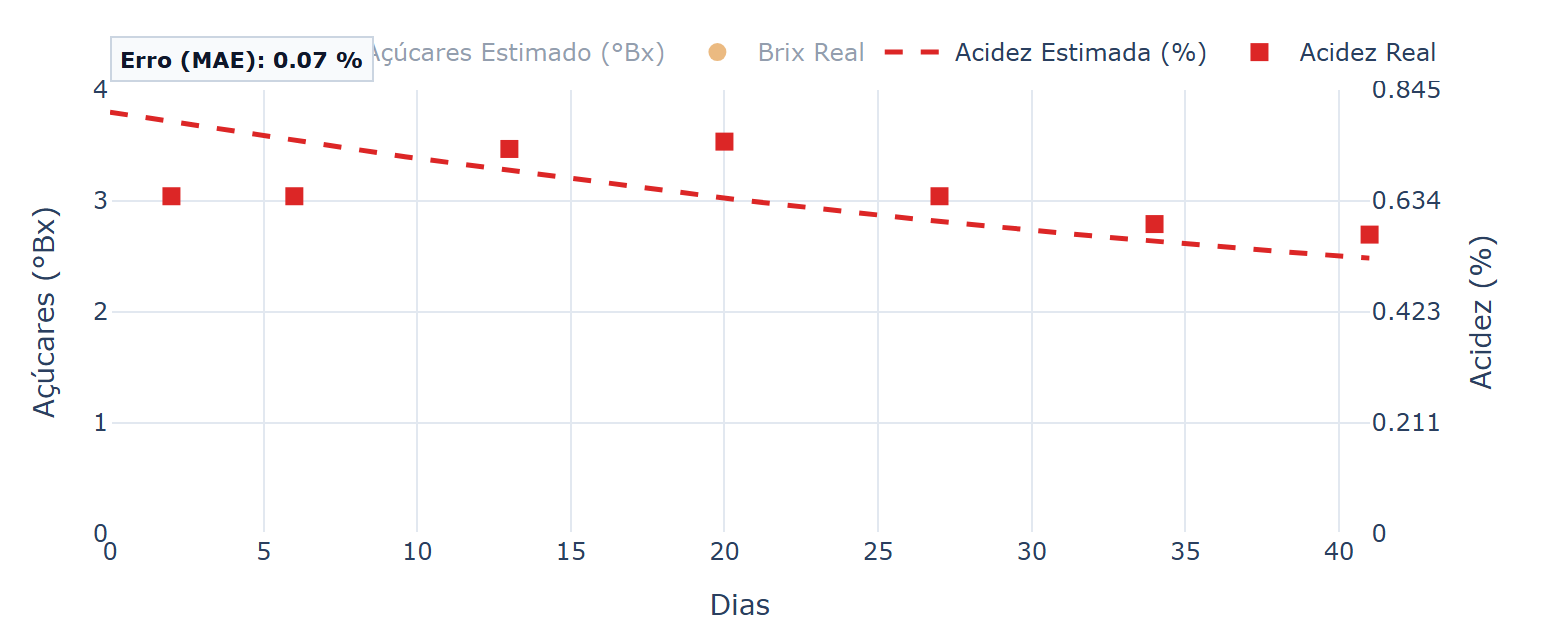 Erro (MAE): 0.07 %
Açúcares Estimado (°Bx)
Brix Real
Acidez Estimada (%)
Acidez Real
4
3
2
1
0
Açúcares (°Bx)
0.845
0.634
0.423
0.211
0
Acidez (%)
0 5 10 15 20 25 30 35 40
Dias